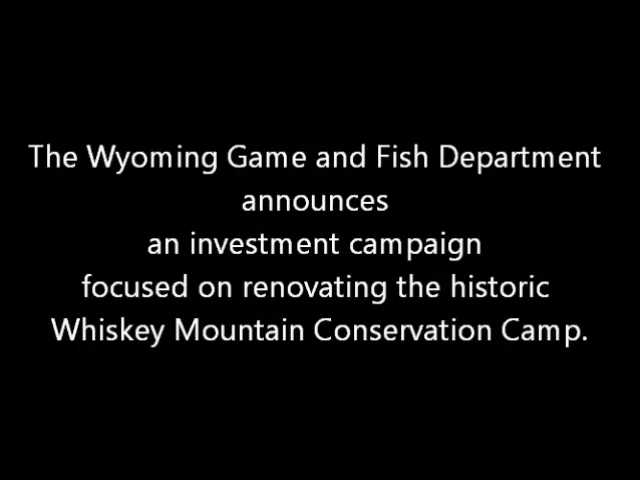 The Wyoming Game and Fish Department
announces
an investment campaign
focused on renovating the historic
Whiskey Mountain Conservation Camp.